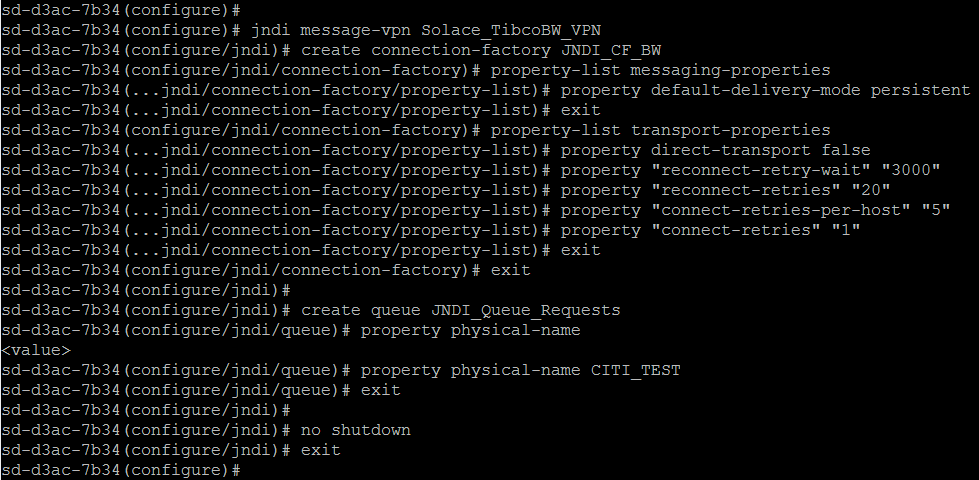 sd-d3ac-7b34(configure)#
sd-d3ac-7b34(configure)# jndi message-vpn Solace_TibcoBW_VPN
sd-d3ac-7b34(configure/jndi)# create connection-factory JNDI_CF_BW
sd-d3ac-7b34(configure/jndi/connection-factory)# property-list messaging-properties
sd-d3ac-7b34(...jndi/connection-factory/property-list)# property default-delivery-mode persistent
sd-d3ac-7b34(...jndi/connection-factory/property-list)# exit
sd-d3ac-7b34(configure/jndi/connection-factory)# property-list transport-properties
sd-d3ac-7b34(...jndi/connection-factory/property-list)# property direct-transport false
sd-d3ac-7b34(...jndi/connection-factory/property-list)# property "reconnect-retry-wait" "3000"
sd-d3ac-7b34(...jndi/connection-factory/property-list)# property "reconnect-retries" "20"
sd-d3ac-7b34(...jndi/connection-factory/property-list)# property "connect-retries-per-host" "5"
sd-d3ac-7b34(...jndi/connection-factory/property-list)# property "connect-retries" "1"
sd-d3ac-7b34(...jndi/connection-factory/property-list)# exit
sd-d3ac-7b34(configure/jndi/connection-factory)# exit
sd-d3ac-7b34(configure/jndi)#
sd-d3ac-7b34(configure/jndi)# create queue JNDI_Queue_Requests
sd-d3ac-7b34(configure/jndi/queue)# property physical-name
<value>
sd-d3ac-7b34(configure/jndi/queue)# property physical-name CITI_TEST
sd-d3ac-7b34(configure/jndi/queue)# exit
sd-d3ac-7b34(configure/jndi)#
sd-d3ac-7b34(configure/jndi)# no shutdown
sd-d3ac-7b34(configure/jndi)# exit
sd-d3ac-7b34(configure)#